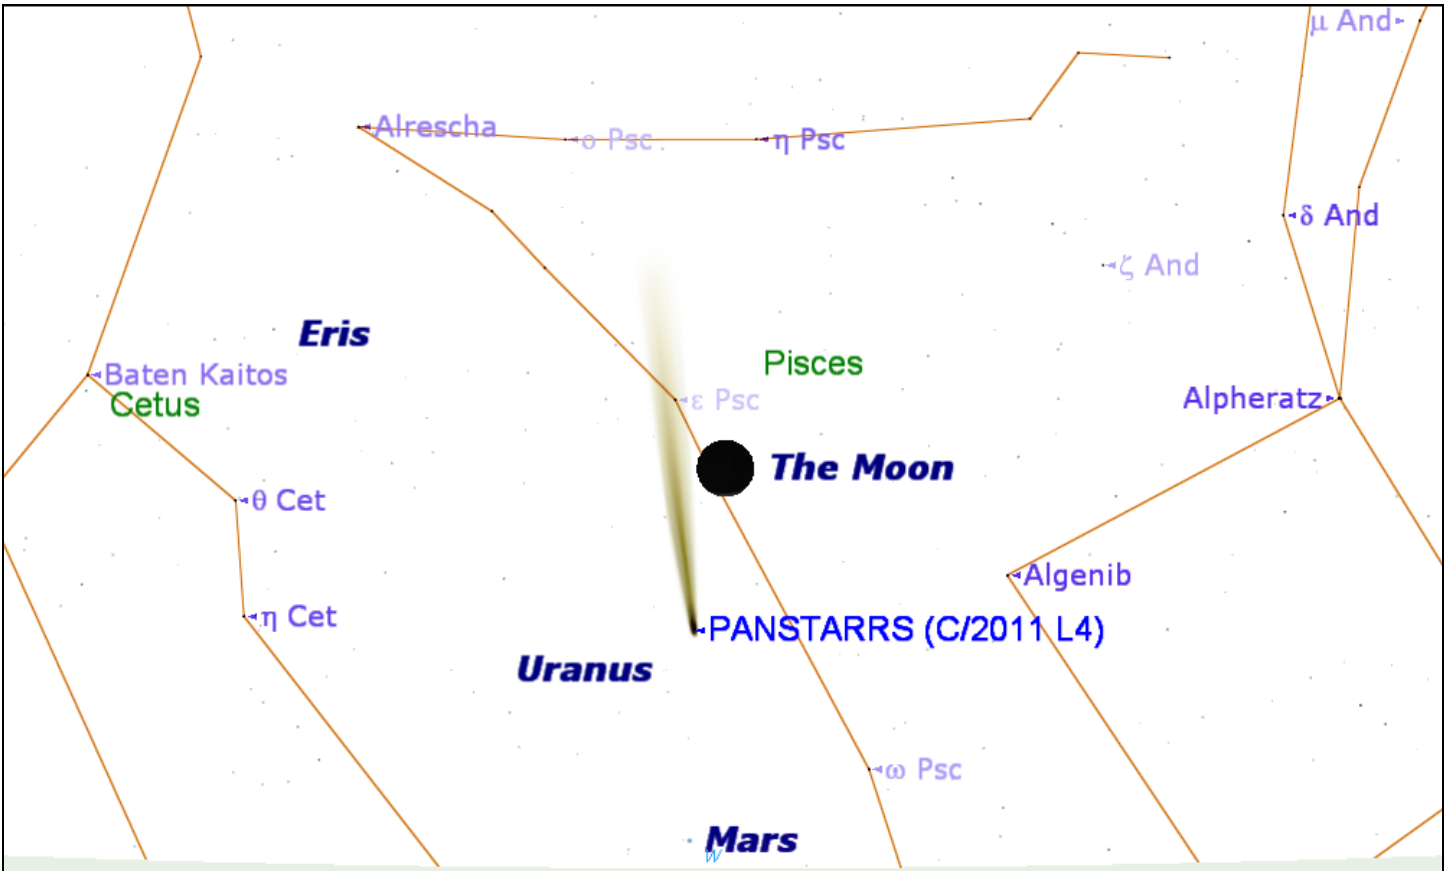 μ And
Alrescha
ο Psc
η Psc
δ And
ζ And
Eris
Pisces
Baten Kaitos
Cetus
ε Psc
Alpheratz
The Moon
θ Cet
Algenib
η Cet
PANSTARRS (C/2011 L4)
Uranus
ω Psc
Mars
W